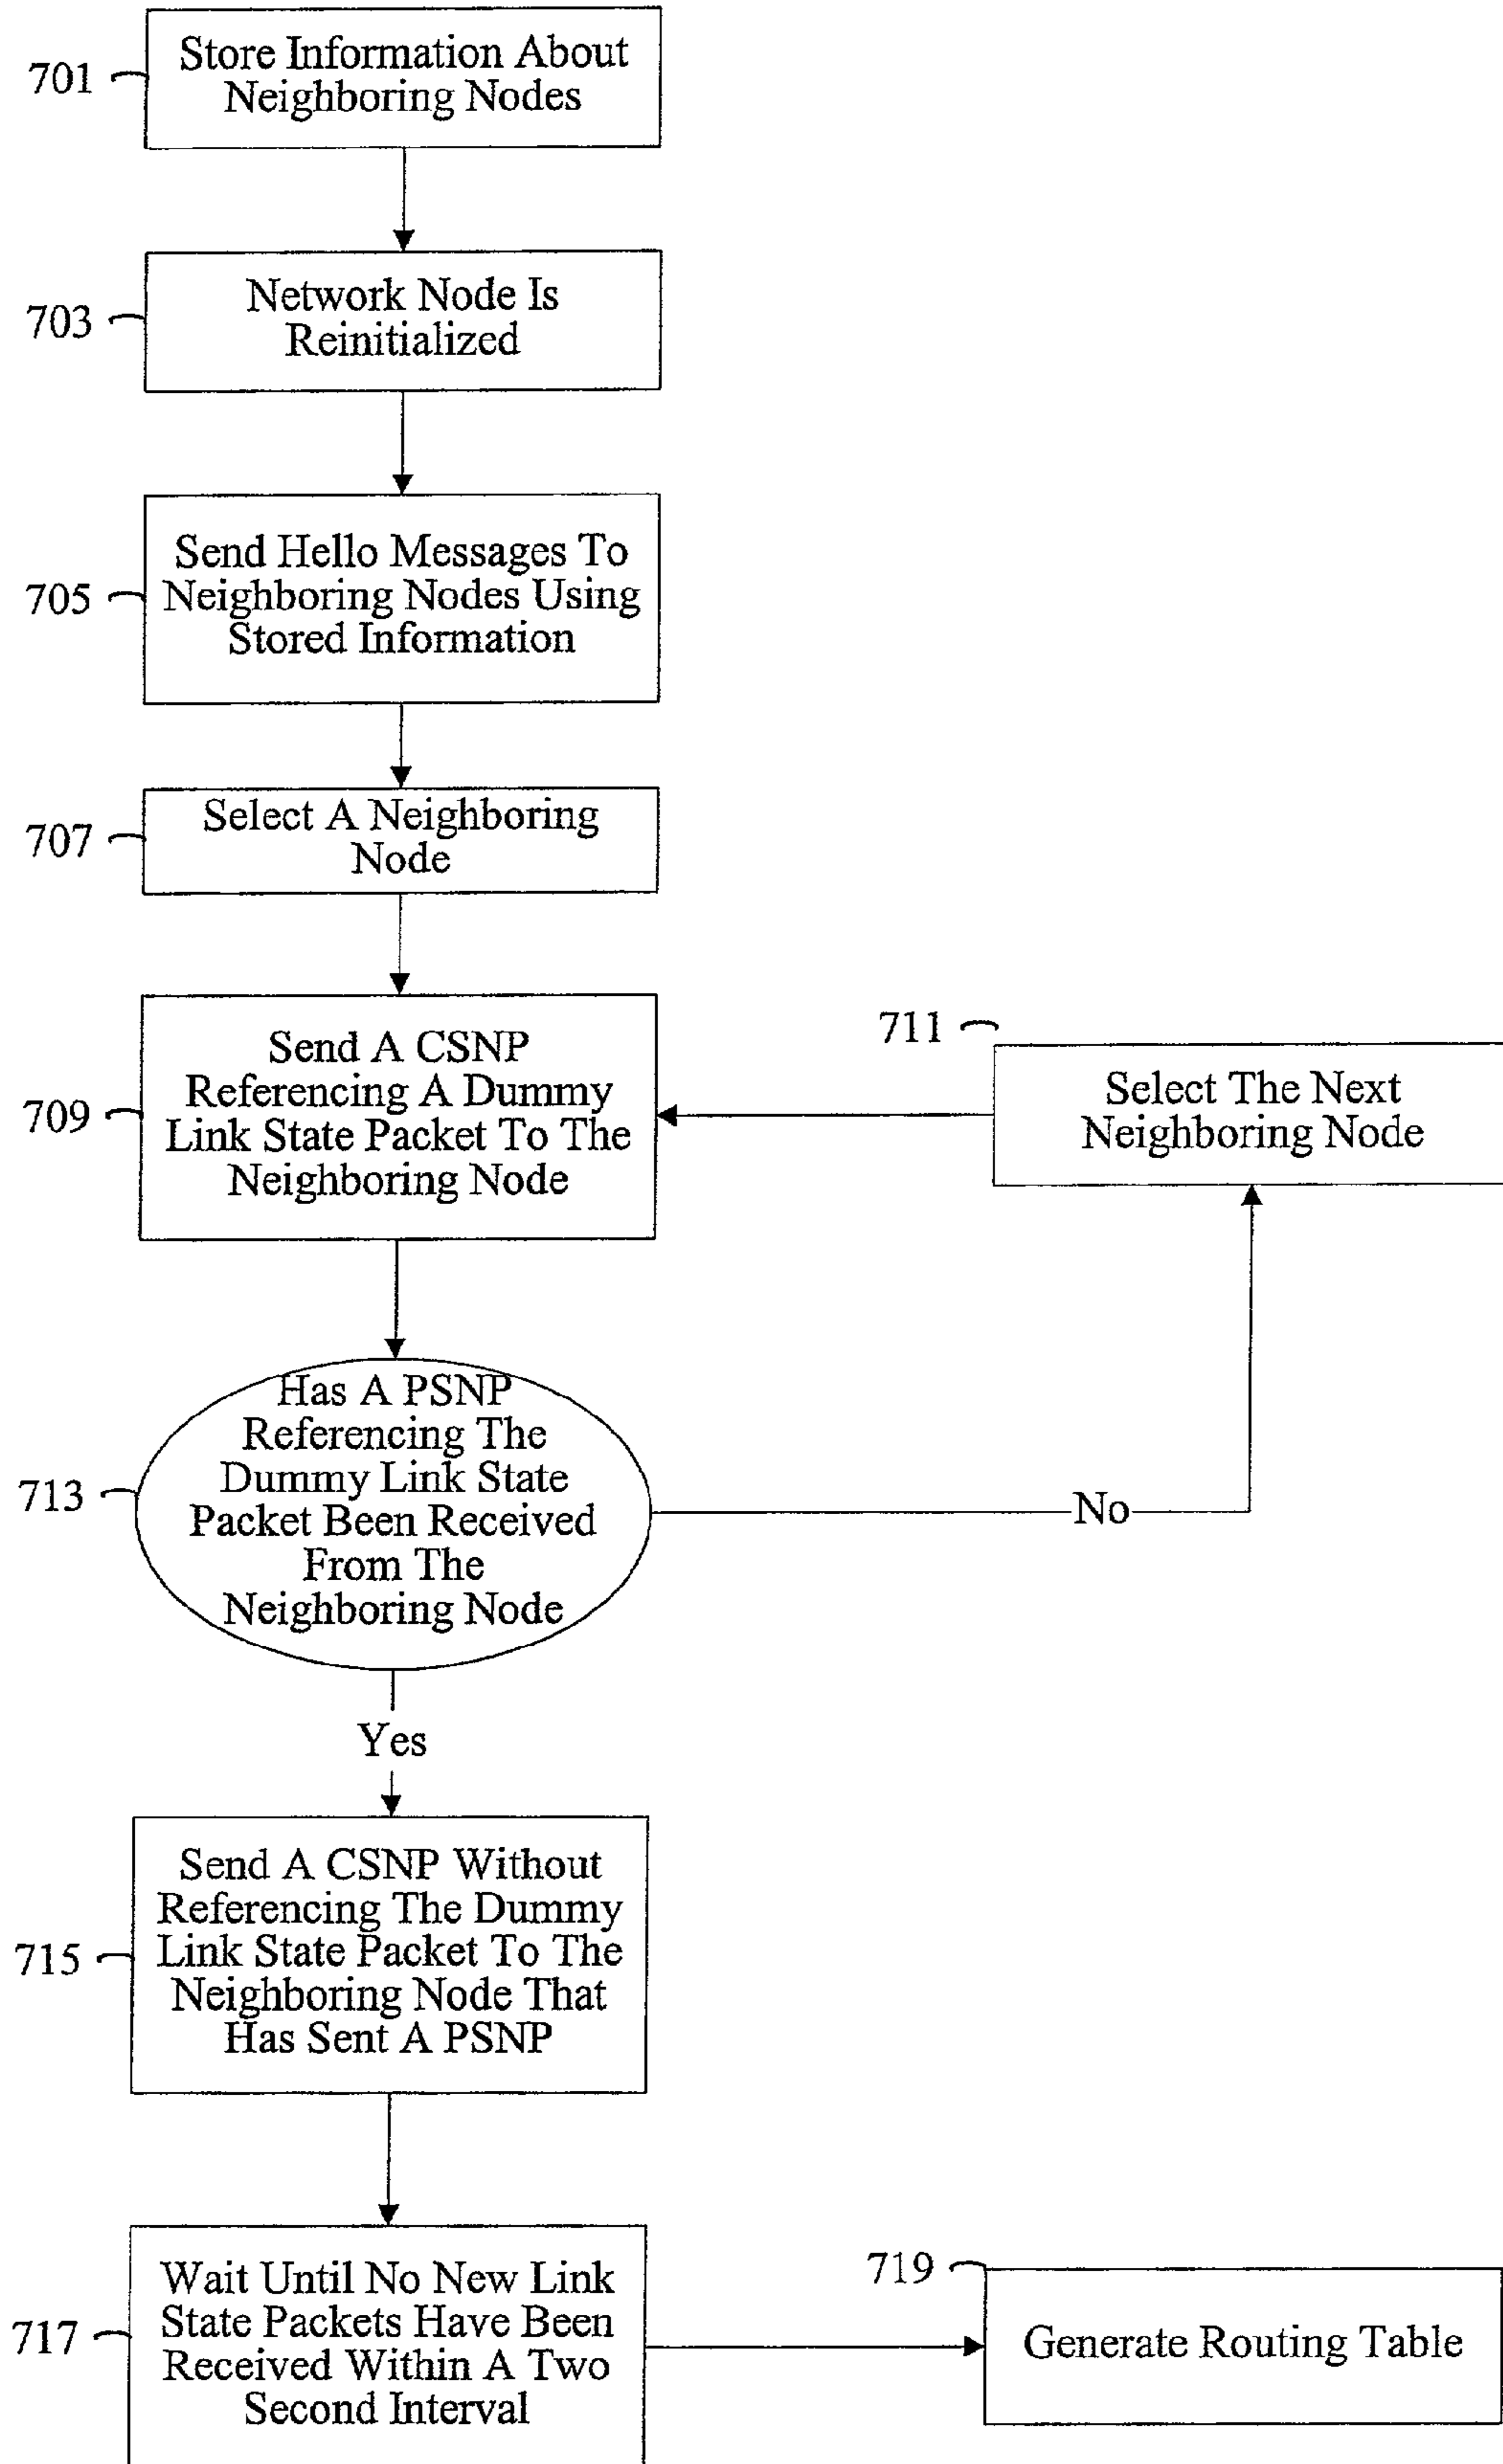 701
Store Information About
Neighboring Nodes
703
Network Node Is
Reinitialized
705
Send Hello Messages To
Neighboring Nodes Using
Stored Information
707
Select A Neighboring
Node
709
Send A CSNP
Referencing A Dummy
Link State Packet To The
Neighboring Node
711
Select The Next
Neighboring Node
713
Has A PSNP
Referencing The
Dummy Link State
Packet Been Received
From The
Neighboring Node
No
Yes
715
Send A CSNP Without
Referencing The Dummy
Link State Packet To The
Neighboring Node That
Has Sent A PSNP
717
Wait Until No New Link
State Packets Have Been
Received Within A Two
Second Interval
719
Generate Routing Table